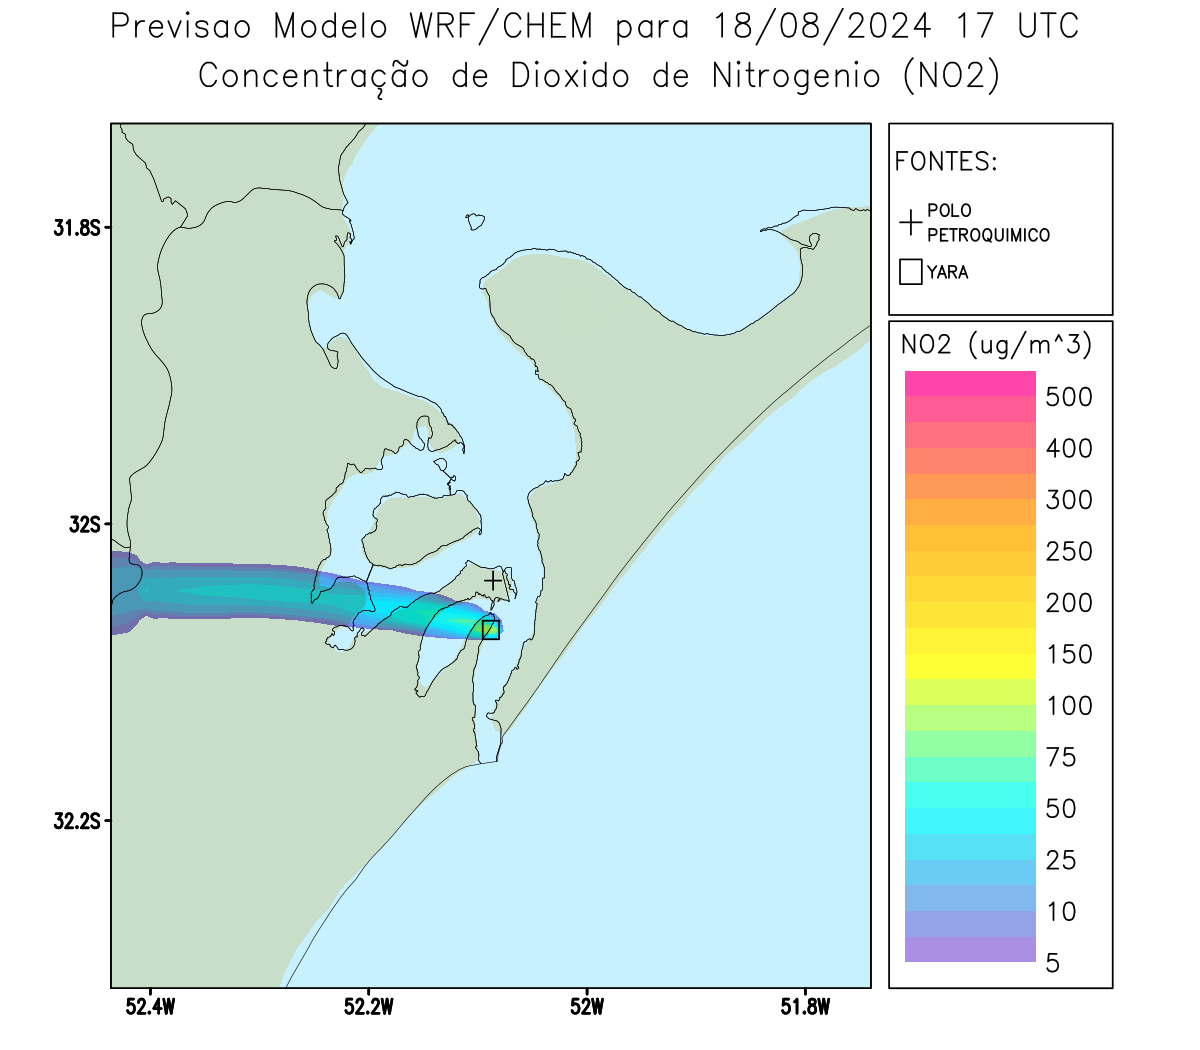 Previsao Modelo WRF/CHEM para 18/08/2024 17 UTC
Concentração de Dioxido de Nitrogenio (NO2)
FONTES:
POLO
PETROQUIMICO
YARA
NO2 (ug/m^3)
500
400
300
250
200
150
100
75
50
25
10
5
31.8S
32S
32.2S
52.4W
52.2W
52W
51.8W